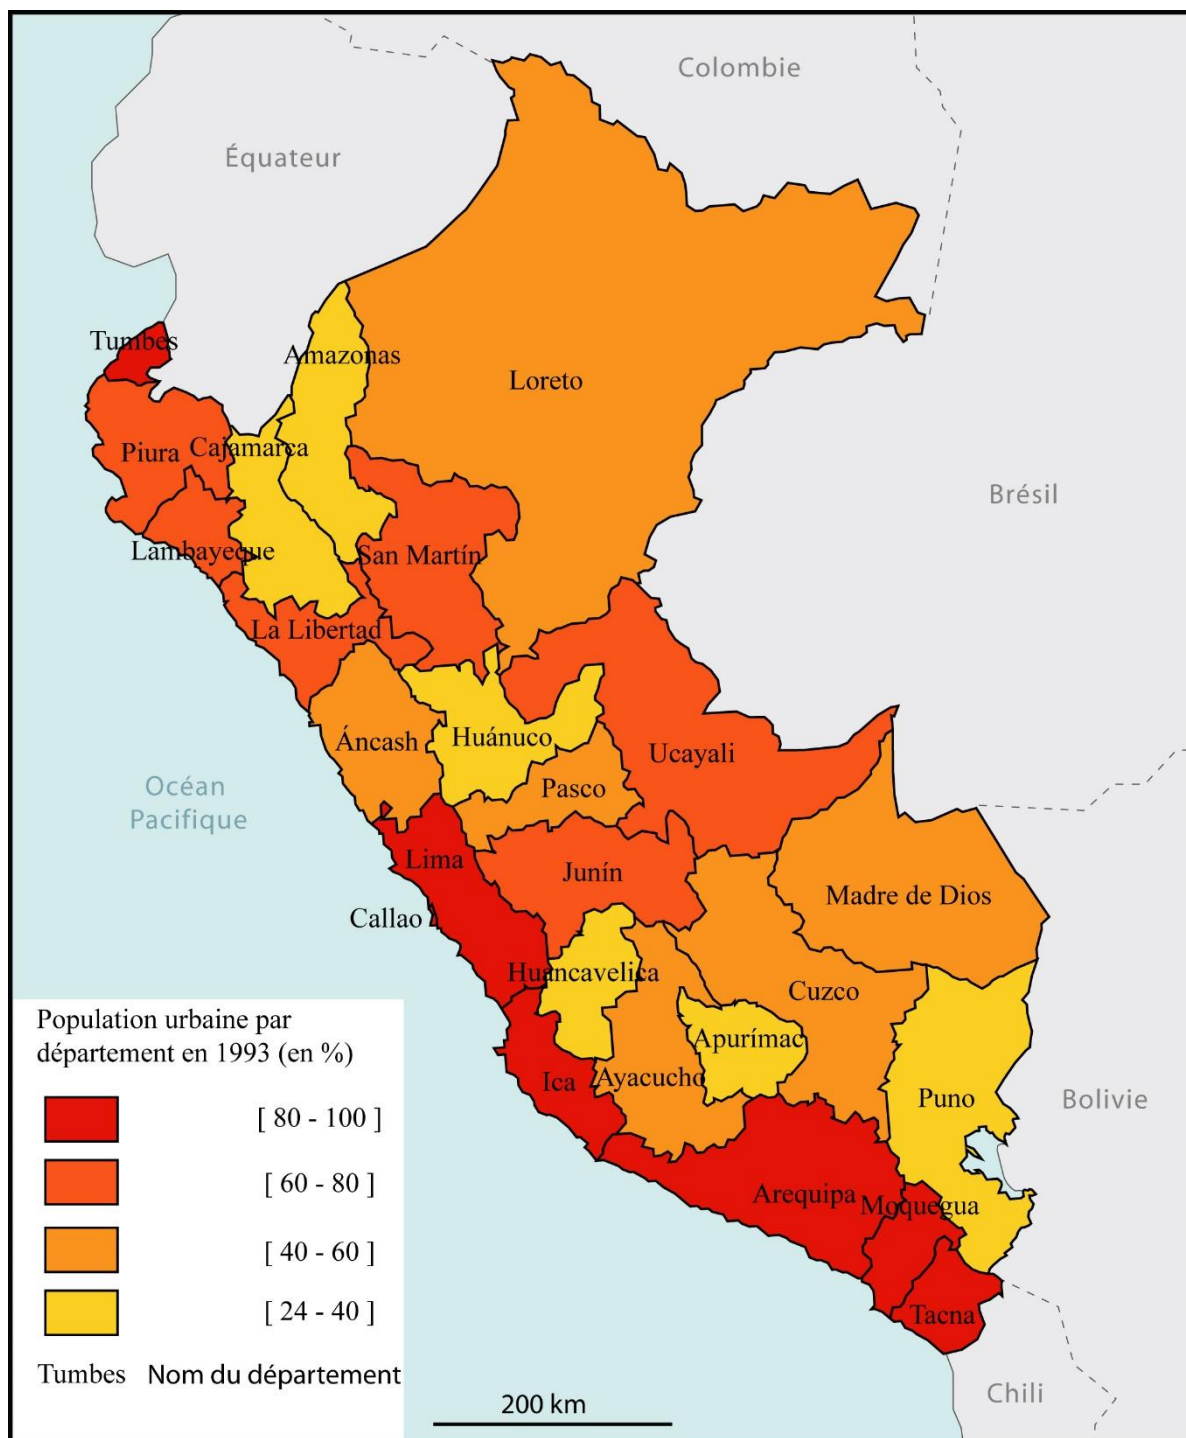 Colombie
Équateur
Tumbes
Amazonas
Loreto
Piura
Cajamarca
Brésil
Lambayeque
San Martín
La Libertad
Áncash
Huánuco
Ucayali
Océan
Pacifique
Pasco
Lima
Junín
Madre de Dios
Callao
Huancavelica
Cuzco
Apurímac
Ica
Ayacucho
Puno
Bolivie
Arequipa
Moquegua
Tacna
Chili
Population urbaine par
département en 1993 (en %)
[ 80 - 100 ]
[ 60 - 80 ]
[ 40 - 60 ]
[ 24 - 40 ]
Tumbes Nom du département
200 km